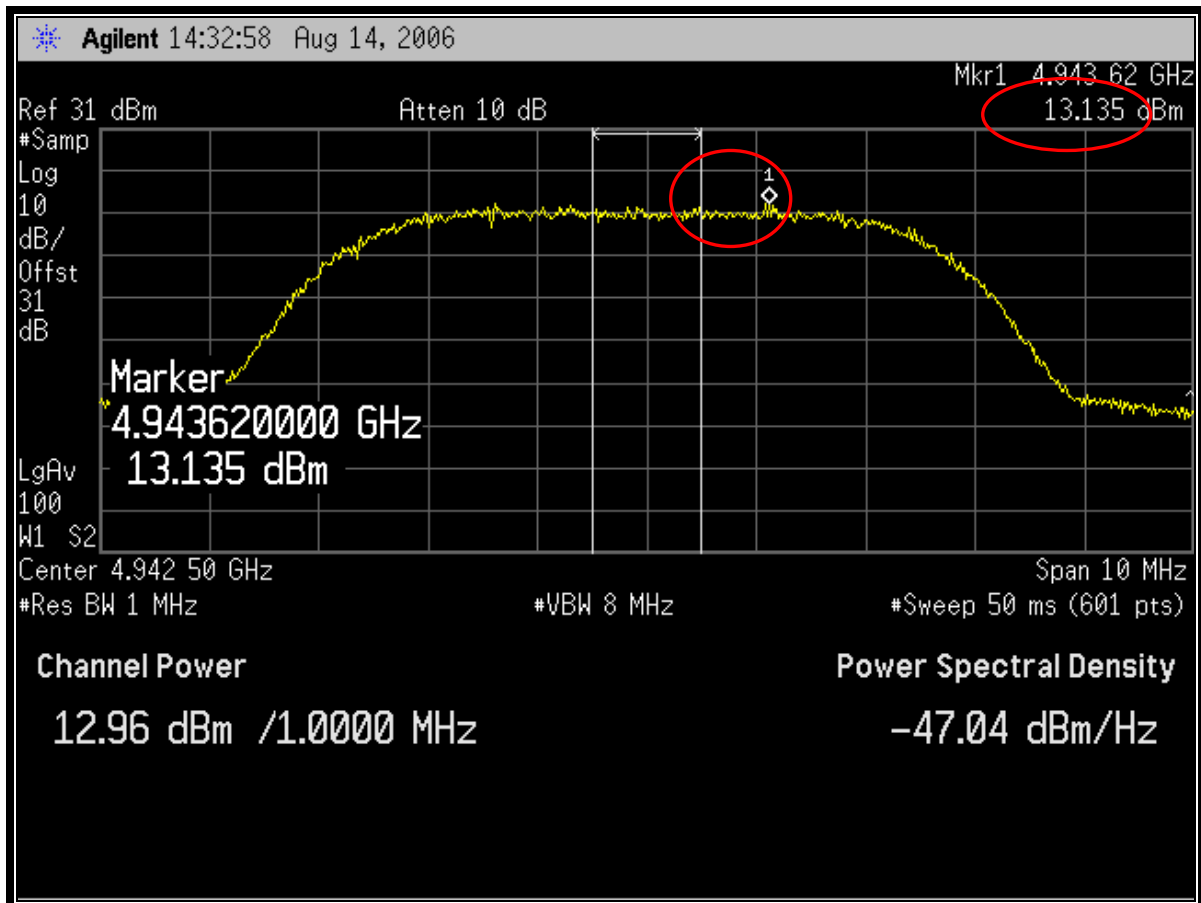 Agilent 14:32:58 Aug 14, 2006
Mkr1 4.943 62 GHz
Ref 31 dBm Atten 10 dB 13.135 dBm
#Samp
Log
10
dB/
Offst
31
dB
1
Marker
4.943620000 GHz
13.135 dBm
LgAv
100
W1 S2
Center 4.942 50 GHz Span 10 MHz
#Res BW 1 MHz #VBW 8 MHz #Sweep 50 ms (601 pts)
Channel Power Power Spectral Density
12.96 dBm /1.0000 MHz -47.04 dBm/Hz